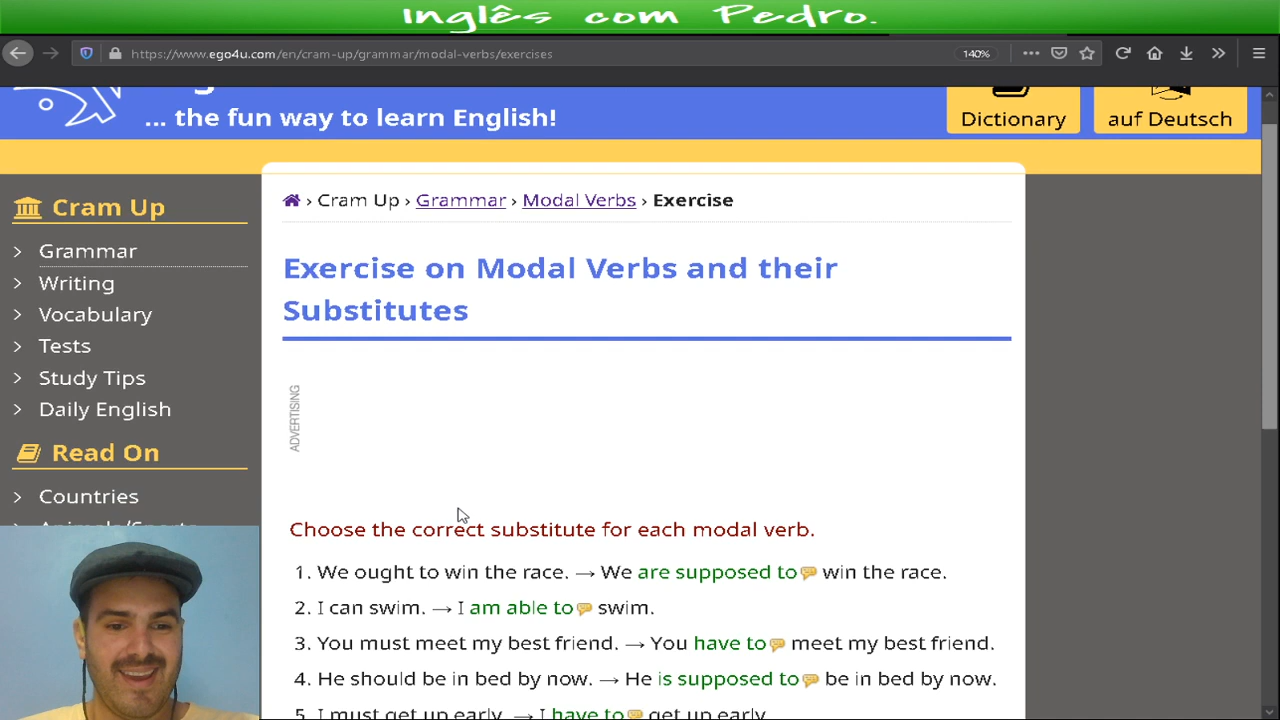 Inglês com Pedro.
https://www.ego4u.com/en/cram-up/grammar/modal-verbs/exercises
140%
... the fun way to learn English!
Dictionary
auf Deutsch
Cram Up
> Grammar
> Writing
> Vocabulary
> Tests
> Study Tips
> Daily English
Read On
> Countries
› Cram Up › Grammar › Modal Verbs › Exercise
Exercise on Modal Verbs and their
Substitutes
ADVERTISING
Choose the correct substitute for each modal verb.
1. We ought to win the race. → We are supposed to win the race.
2. I can swim. → I am able to swim.
3. You must meet my best friend. → You have to meet my best friend.
4. He should be in bed by now. → He is supposed to be in bed by now.
5. I must get up early. → I have to get up early.